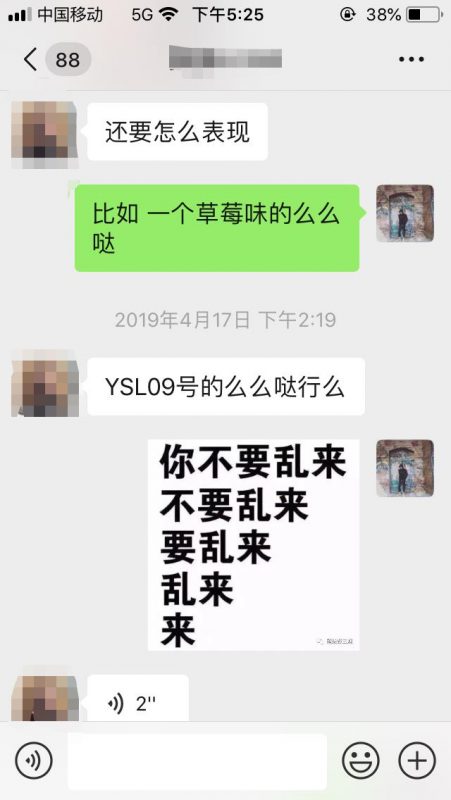 中国移动 5G 下午5:25 38%
88
还要怎么表现
比如 一个草莓味的么么
哒
2019年4月17日 下午2:19
YSL09号的么么哒行么
你不要乱来
不要乱来
要乱来
乱来
来
2"